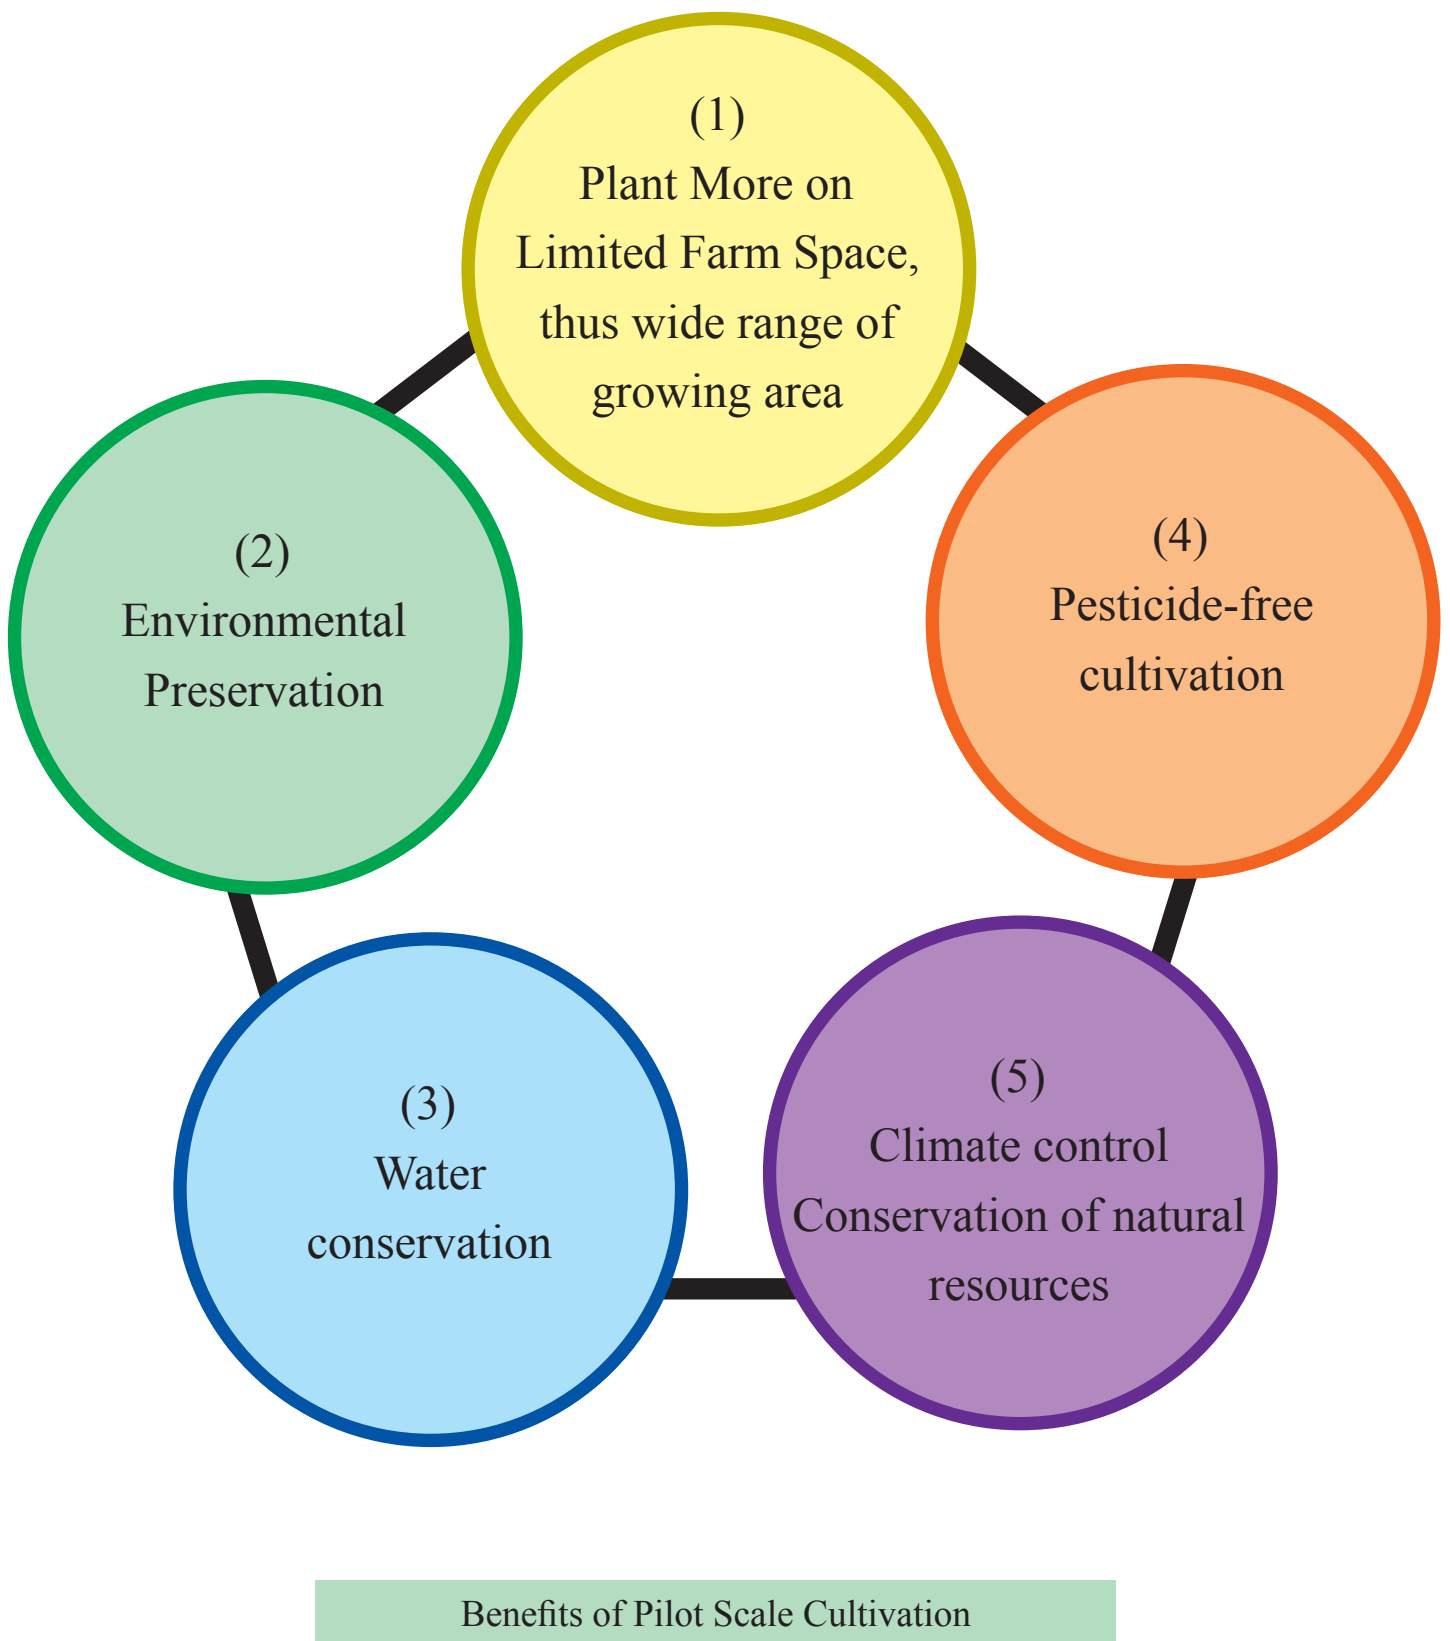 (1)
Plant More on
Limited Farm Space,
thus wide range of
growing area
(2)
Environmental
Preservation
(3)
Water
conservation
(4)
Pesticide-free
cultivation
(5)
Climate control
Conservation of natural
resources
Benefits of Pilot Scale Cultivation